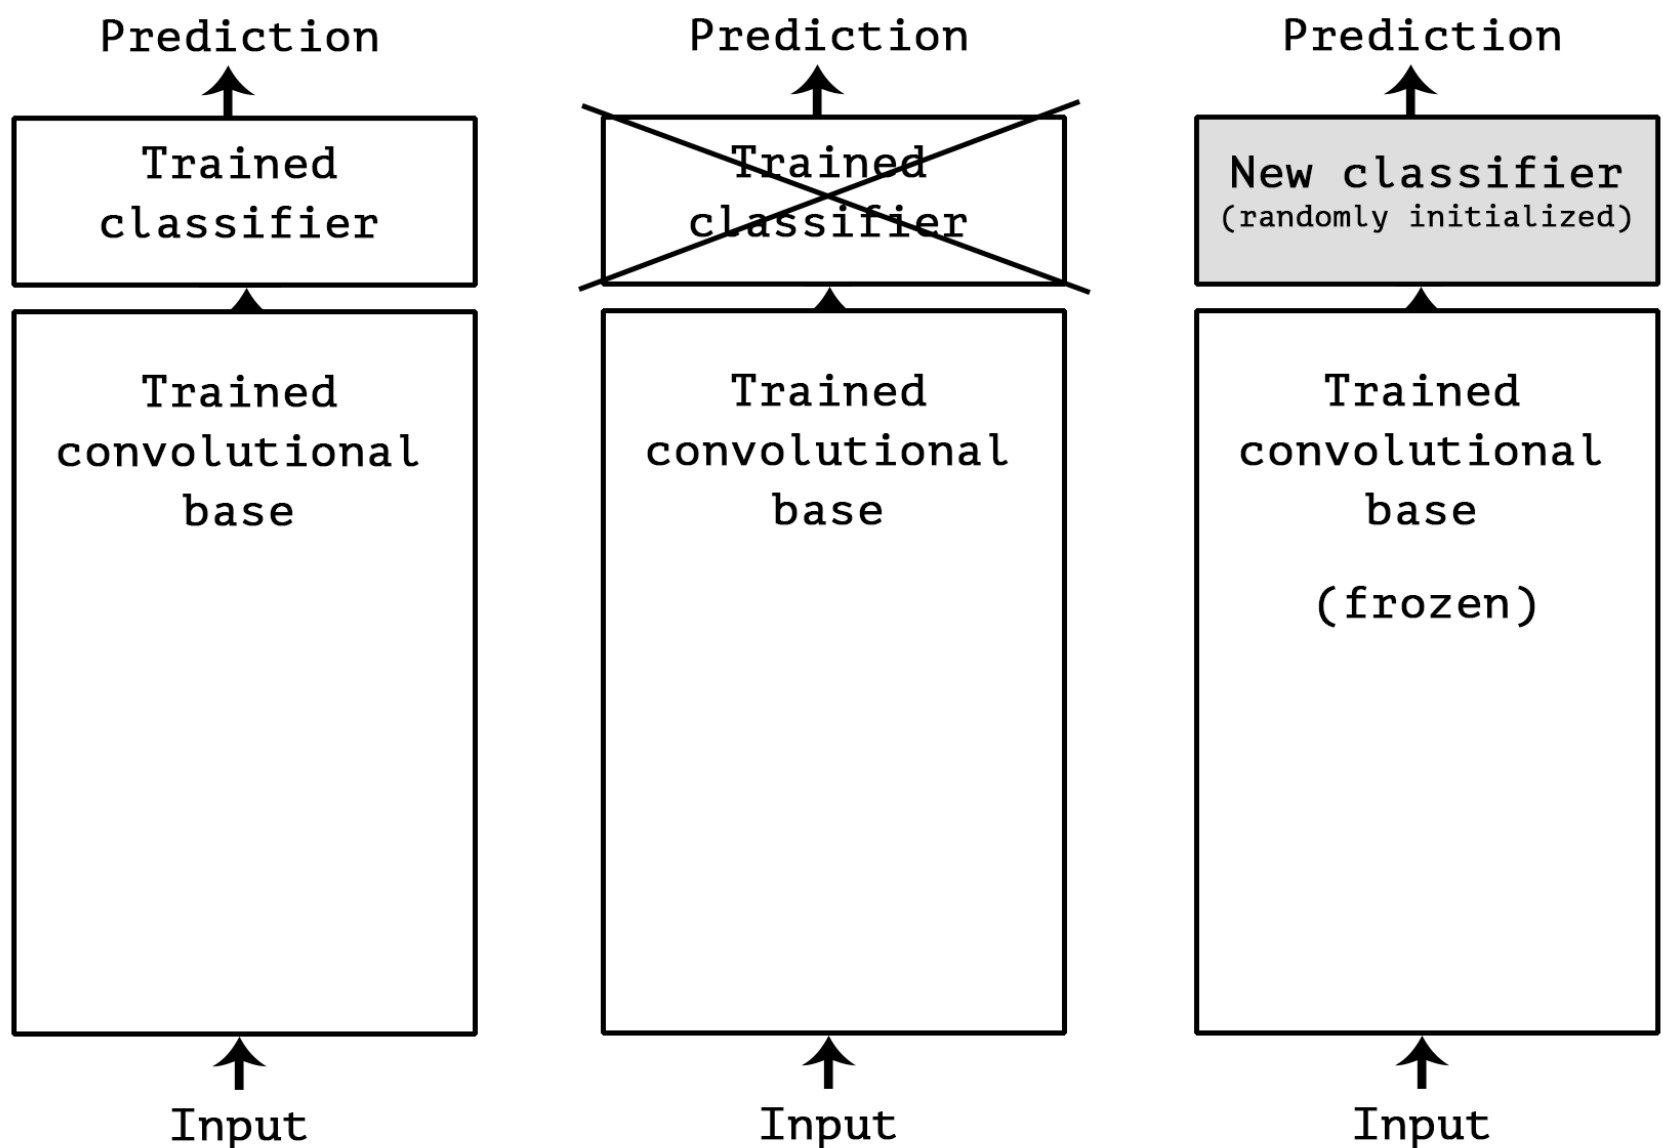 Prediction
Trained
classifier
Trained
convolutional
base
Input
Prediction
Trained
classifier
Trained
convolutional
base
Input
Prediction
New classifier
(randomly initialized)
Trained
convolutional
base
(frozen)
Input